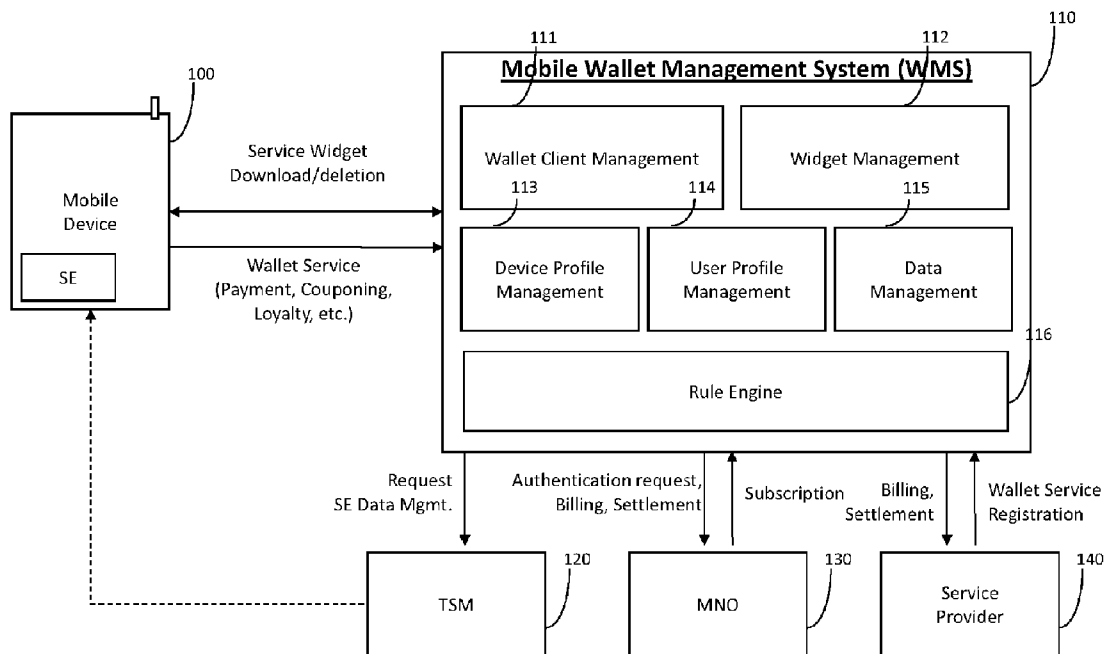 110
111
112
Mobile Wallet Management System (WMS)
100
Wallet Client Management
Widget Management
Service Widget
Download/deletion
Mobile
Device
SE
113
114
115
Wallet Service
(Payment, Couponing,
Loyalty, etc.)
Device Profile
Management
User Profile
Management
Data
Management
116
Rule Engine
Request
SE Data Mgmt.
Authentication request,
Billing, Settlement
Subscription
Billing,
Settlement
Wallet Service
Registration
120
130
140
TSM
MNO
Service
Provider